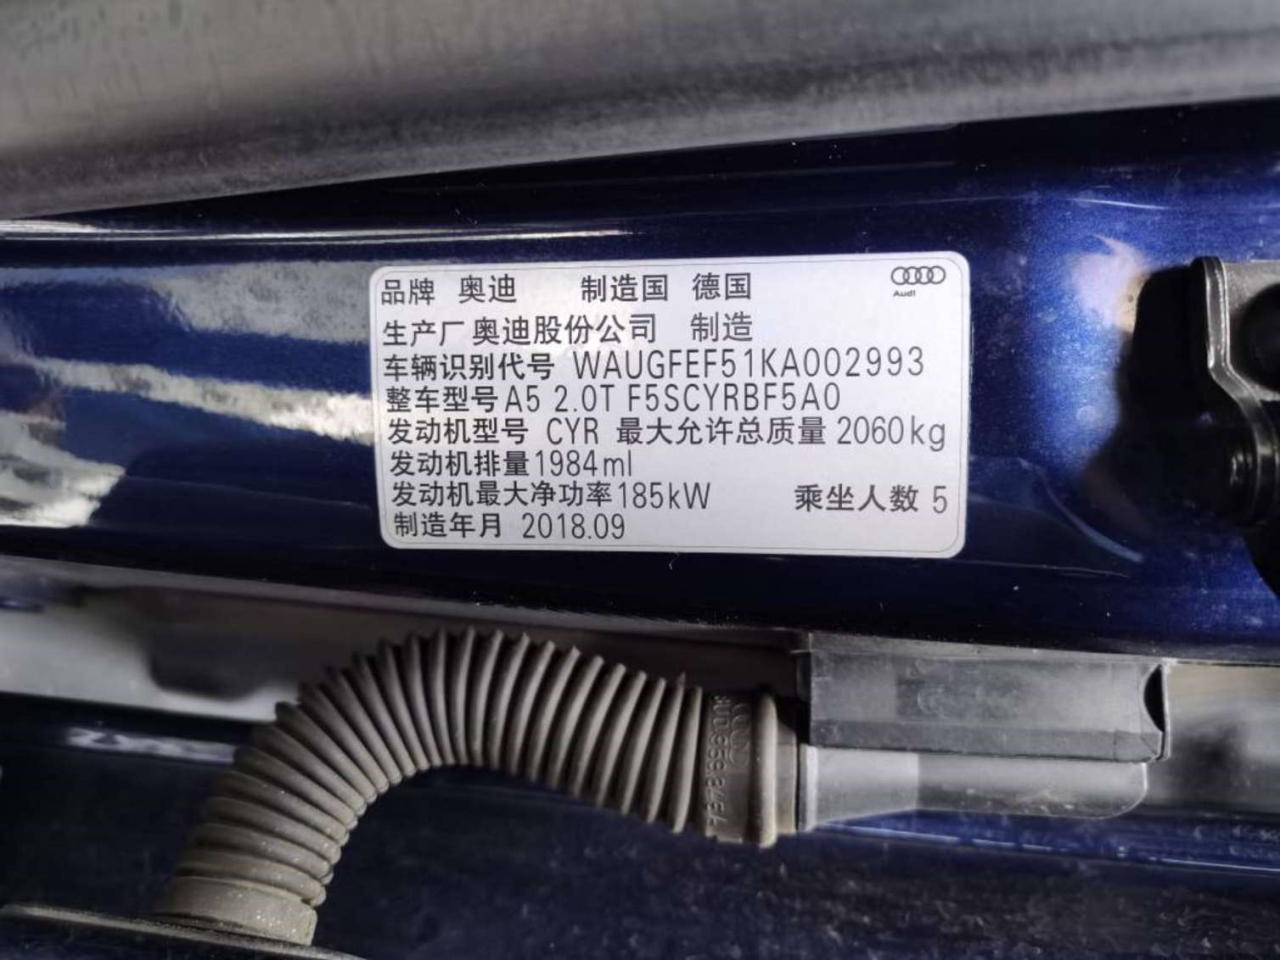 品牌 奥迪 制造国 德国
Audi
生产厂 奥迪股份公司 制造
车辆识别代号 WAUGFEF51KA002993
整车型号 A5 2.0T F5SCYRBF5A0
发动机型号 CYR 最大允许总质量 2060kg
发动机排量 1984ml
发动机最大净功率 185kW 乘坐人数 5
制造年月 2018.09